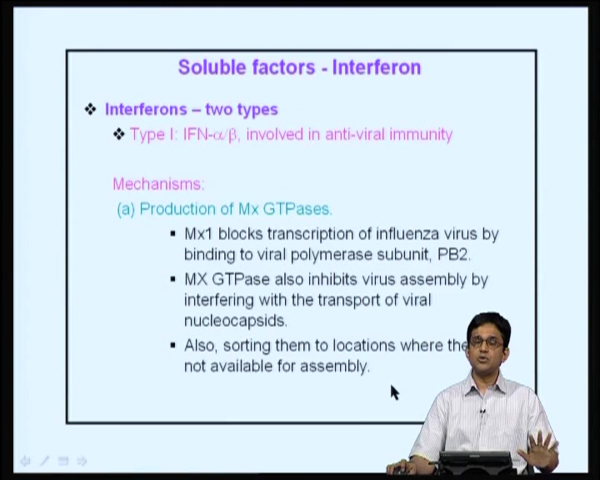 Soluble factors - Interferon
Interferons – two types
Type I: IFN-α/β, involved in anti-viral immunity
Mechanisms:
(a) Production of Mx GTPases.
Mx1 blocks transcription of influenza virus by
binding to viral polymerase subunit, PB2.
MX GTPase also inhibits virus assembly by
interfering with the transport of viral
nucleocapsids.
Also, sorting them to locations where
not available for assembly.